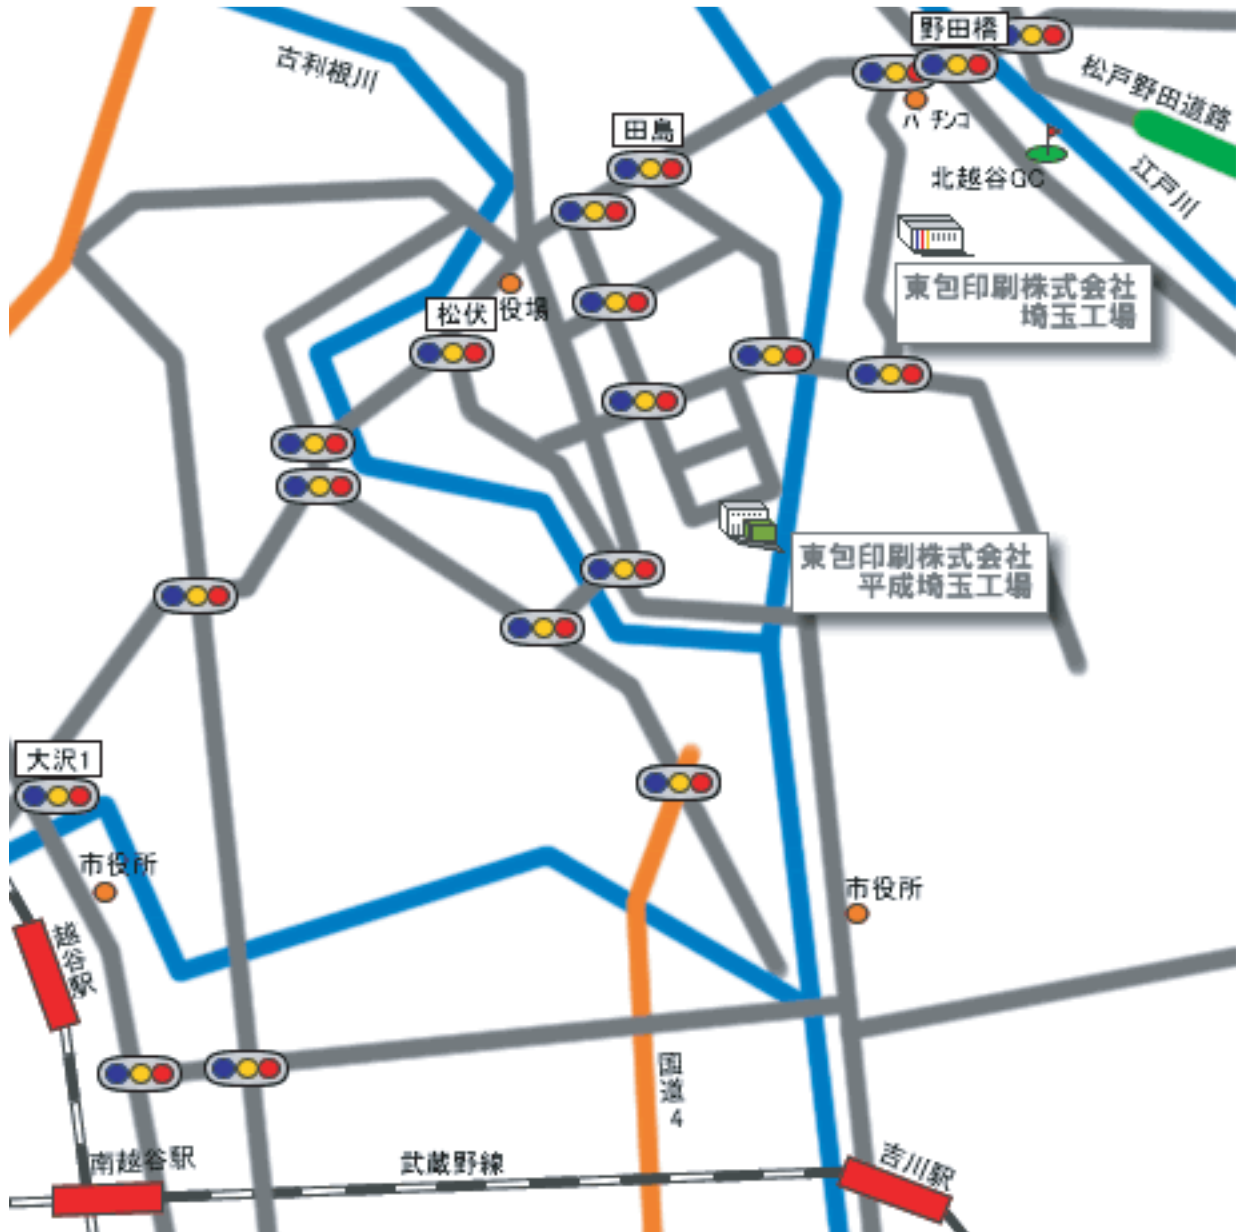 野田橋
古利根川
松戸野田道路
パチンコ
田島
北越谷GC
江戸川
東包印刷株式会社
埼玉工場
役場
松伏
東包印刷株式会社
平成埼玉工場
大沢1
市役所
市役所
越谷駅
国道4
南越谷駅
武蔵野線
吉川駅